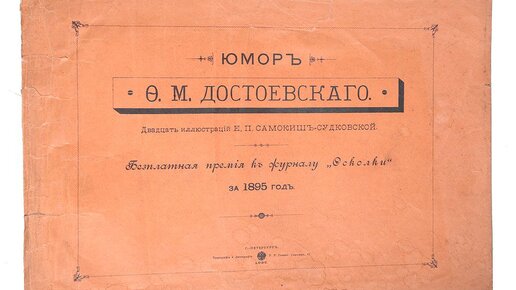 ЮМОРЪ
Ѳ. М. ДОСТОЕВСКАГО.
Двадцать иллюстрацій Е. П. САМОКИШЪ-СУДКОВСКОЙ.
Безплатная премія къ журналу „Осколки“
ЗА 1895 ГОДЪ.
С.-ПЕТЕРБУРГЪ.